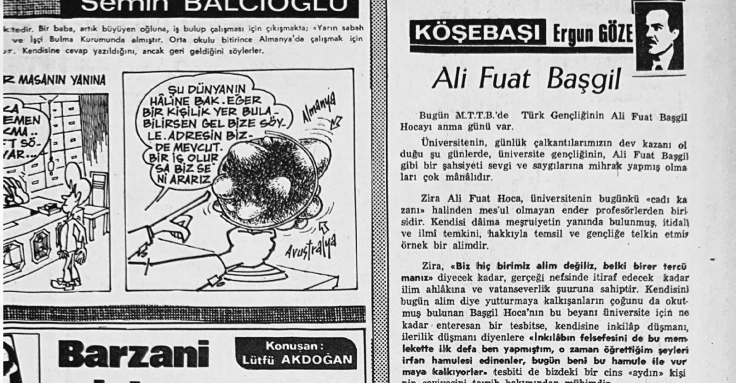 Semih BALCIOĞLU
tedir. Bir baba, artık büyüyen oğluna, iş bulup çalışması için çıkışmakta; «Yarın sabah
ve İşçi Bulma Kurumunda almıştır. Orta okulu bitirince Almanya'da çalışmak için
Kendisine cevap yazıldığını, ancak geri geldiğini söylerler.
R MASANIN YANINA
EMEN
KMA..
T SÖ-
VAR...
ŞU DÜNYANIN
HÂLİNE BAK. EĞER
BİR KİŞİLİK YER BULA-
BİLİRSEN GEL BİZE SÖY-
LE. ADRESİN BİZ-
DE MEVCUT.
BİR İŞ OLUR
SA BİZ SE
Nİ ARARIZ
Almanya
Avustralya
Barzani
Konuşan:
Lütfü AKDOĞAN
KÖŞEBAŞI Ergun GÖZE
Ali Fuat Başgil
Bugün M.T.T.B.'de Türk Gençliğinin Ali Fuat Başgil
Hocayı anma günü var.
Üniversitenin, günlük çalkantılarımızın dev kazanı ol
duğu şu günlerde, üniversite gençliğinin, Ali Fuat Başgil
gibi bir şahsiyeti sevgi ve saygılarına mihrak yapmış olma
ları çok mânâlıdır.
Zira Ali Fuat Hoca, üniversitenin bugünkü «cadı ka
zanı» halinden mes'ul olmayan ender profesörlerden biri-
sidir. Kendisi dâima meşruiyetin yanında bulunmuş, itidali
ve ilmi temkini, hakkıyla temsil ve gençliğe telkin etmiş
örnek bir alimdir.
Zira, «Biz hiç birimiz alim değiliz, belki birer tercü
manız» diyecek kadar, gerçeği nefsinde itiraf edecek kadar
ilim ahlâkına ve vatanseverlik şuuruna sahiptir. Kendisini
bugün alim diye yutturmaya kalkışanların çoğunu da okut-
muş bulunan Başgil Hoca'nın bu beyanı üniversite için ne
kadar enteresan bir tesbitse, kendisine inkilâp düşmanı,
ilerilik düşmanı diyenlere «İnkılâbın felsefesini de bu mem-
lekette ilk defa ben yapmıştım, o zaman öğrettiğim şeyleri
irfan hamulesi edinenler, bugün beni bu hamule ile vur
maya kalkıyorlar» tesbiti de bizdeki bir cins «aydın» kişi